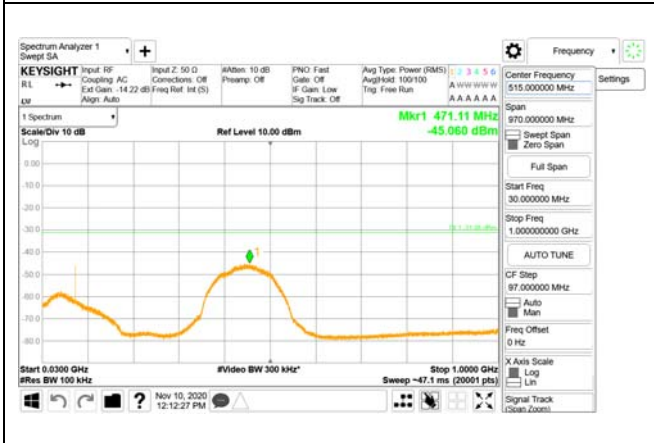 Spectrum Analyzer 1
Swept SA
+
Frequency
KEYSIGHT
Input: RF
Input Z: 50 Ω
#Atten: 10 dB
PNO: Fast
Avg Type: Power (RMS)
1 2 3 4 5 6
RL
Coupling: AC
Corrections: Off
Preamp: Off
Gate: Off
Avg|Hold: 100/100
A W W W W W
Ext Gain: -14.22 dB
Freq Ref: Int (S)
IF Gain: Low
Trig: Free Run
Align: Auto
Sig Track: Off
A A A A A A
1 Spectrum
Mkr1 471.11 MHz
Scale/Div 10 dB
Ref Level 10.00 dBm
-45.060 dBm
Log
0.00
-10.0
-20.0
-30.0
-40.0
-50.0
-60.0
-70.0
-80.0
1
Start 0.0300 GHz
#Video BW 300 kHz*
Stop 1.0000 GHz
#Res BW 100 kHz
Sweep ~47.1 ms (20001 pts)
Nov 10, 2020
12:12:27 PM
?
Center Frequency
515.000000 MHz
Settings
Span
970.000000 MHz
Swept Span
Zero Span
Full Span
Start Freq
30.000000 MHz
Stop Freq
1.000000000 GHz
AUTO TUNE
CF Step
97.000000 MHz
Auto
Man
Freq Offset
0 Hz
X Axis Scale
Log
Lin
Signal Track
(Span Zoom)